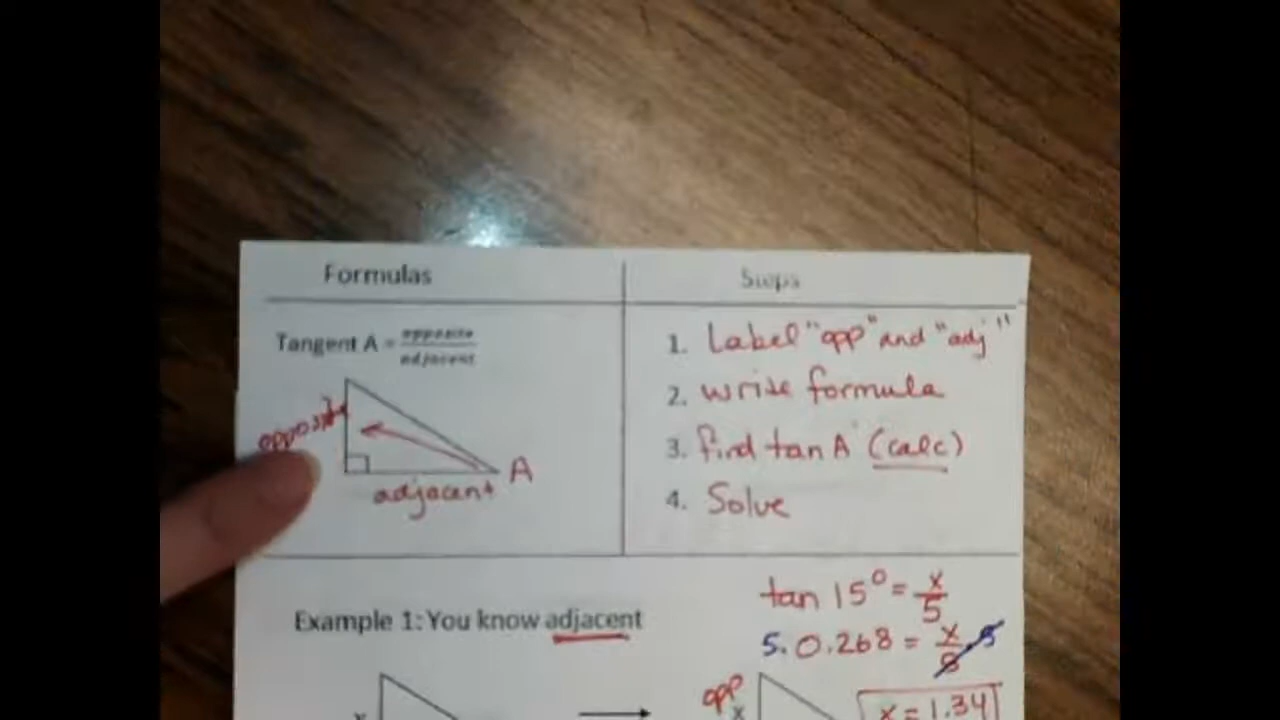 Formulas
Steps
Tangent A = opposite
adjacent
opposite
adjacent
A
1. Label "opp" and "adj"
2. write formula
3. find tan A (calc)
4. Solve
Example 1: You know adjacent
tan 15° = x/5
5. 0.268 = x/5 . 5
x = 1.34
opp
x
x